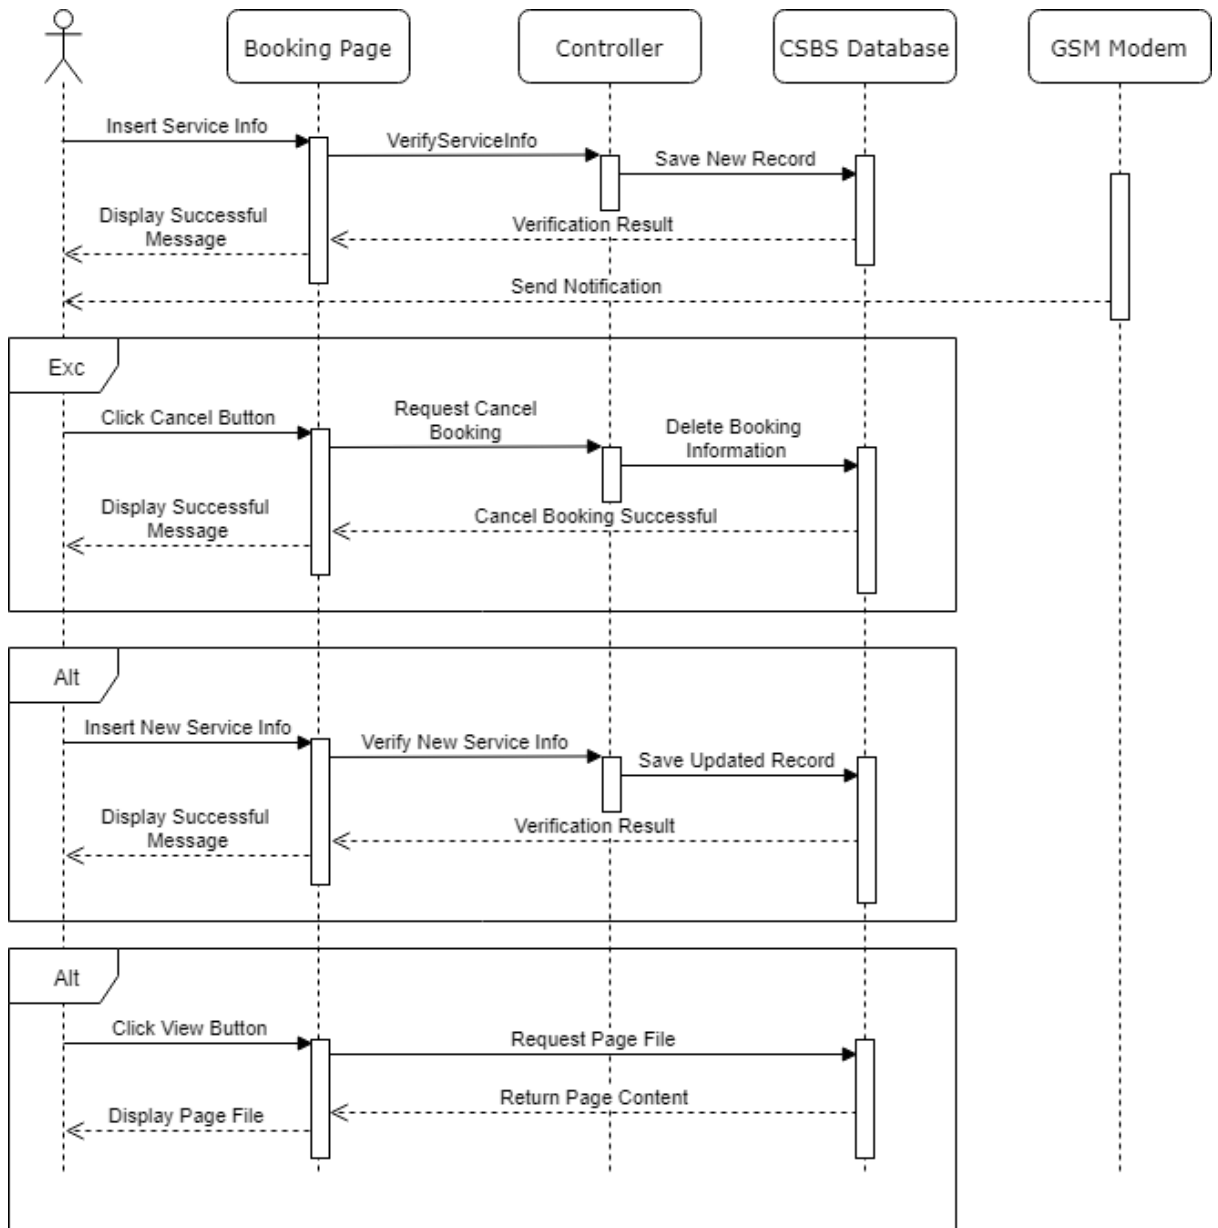 Booking Page
Controller
CSBS Database
GSM Modem
Insert Service Info
VerifyServiceInfo
Save New Record
Display Successful
Message
Verification Result
Send Notification
Exc
Click Cancel Button
Request Cancel
Booking
Delete Booking
Information
Display Successful
Message
Cancel Booking Successful
Alt
Insert New Service Info
Verify New Service Info
Save Updated Record
Display Successful
Message
Verification Result
Alt
Click View Button
Request Page File
Return Page Content
Display Page File